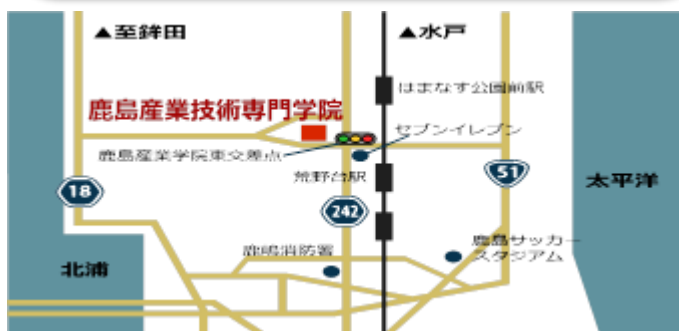 ▲至鉾田
▲水戸
はまなす公園前駅
鹿島産業技術専門学院
セブンイレブン
鹿島産業学院東交差点
荒野台駅
18
51
太平洋
242
鹿島サッカー
スタジアム
鹿嶋消防署
北浦